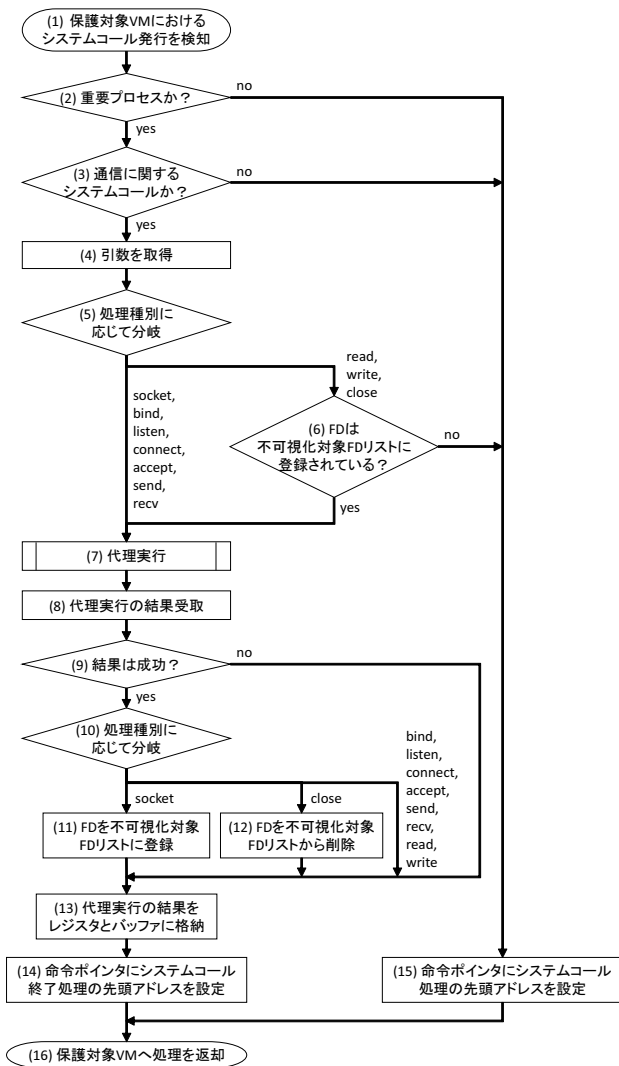 (1) 保護対象VMにおける
システムコール発行を検知
(2) 重要プロセスか？
no
yes
(3) 通信に関する
システムコールか？
no
yes
(4) 引数を取得
(5) 処理種別に
応じて分岐
read,
write,
close
socket,
bind,
listen,
connect,
accept,
send,
recv
(6) FDは
不可視化対象FDリストに
登録されている？
no
yes
(7) 代理実行
(8) 代理実行の結果受取
(9) 結果は成功？
no
yes
(10) 処理種別に
応じて分岐
bind,
listen,
connect,
accept,
send,
recv,
read,
write
socket
close
(11) FDを不可視化対象
FDリストに登録
(12) FDを不可視化対象
FDリストから削除
(13) 代理実行の結果を
レジスタとバッファに格納
(14) 命令ポインタにシステムコール
終了処理の先頭アドレスを設定
(15) 命令ポインタにシステムコール
処理の先頭アドレスを設定
(16) 保護対象VMへ処理を返却